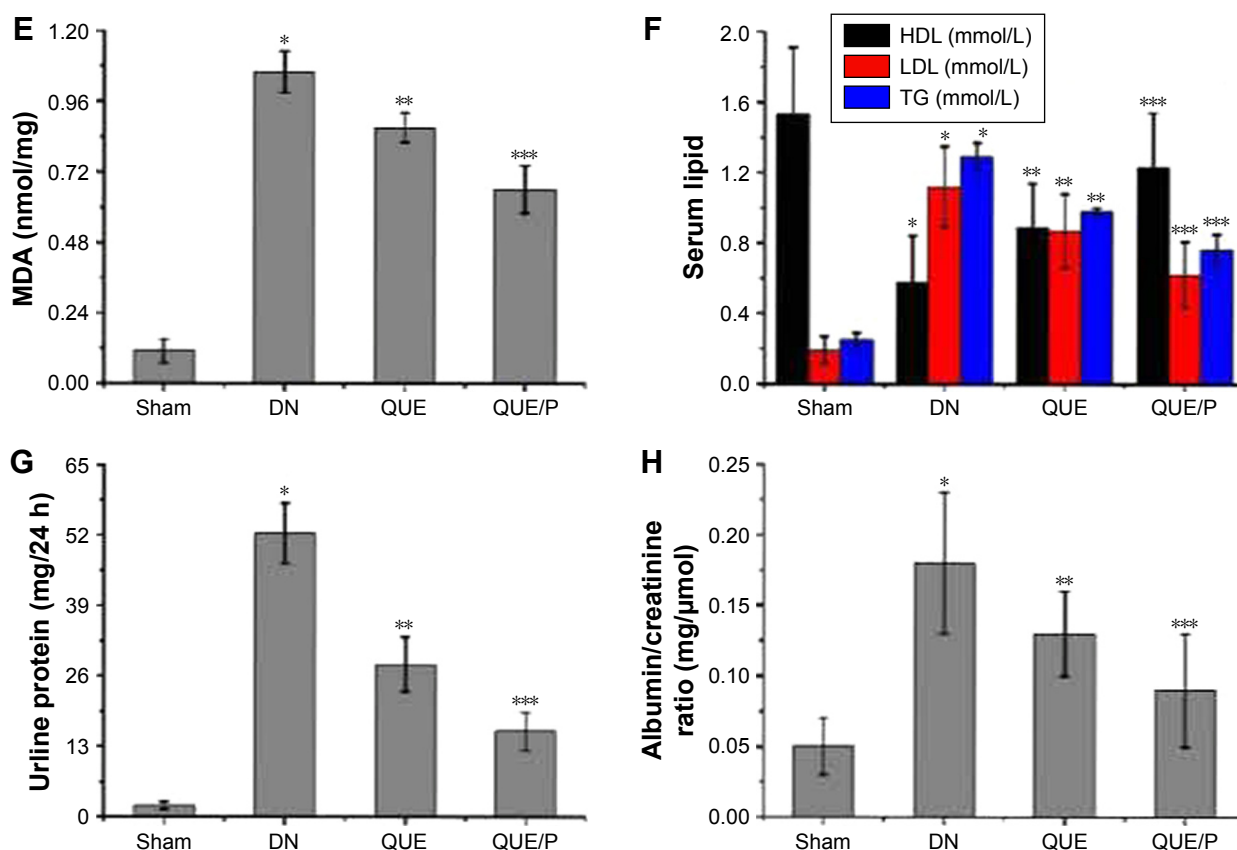 E
MDA (nmol/mg)
1.20
0.96
0.72
0.48
0.24
0.00
*
**
***
Sham DN QUE QUE/P
F
HDL (mmol/L)
LDL (mmol/L)
TG (mmol/L)
Serum lipid
2.0
1.6
1.2
0.8
0.4
0.0
* * *
** ** **
*** *** ***
Sham DN QUE QUE/P
G
Urline protein (mg/24 h)
65
52
39
26
13
0
*
**
***
Sham DN QUE QUE/P
H
Albumin/creatinine
ratio (mg/μmol)
0.25
0.20
0.15
0.10
0.05
0.00
*
**
***
Sham DN QUE QUE/P